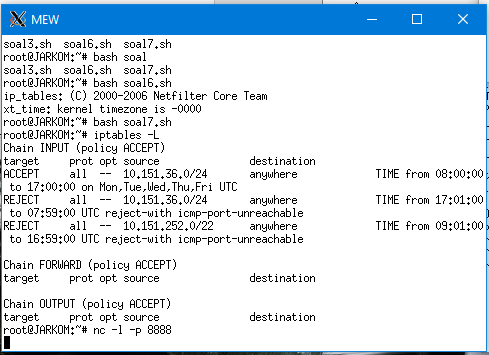 MEW
soal3.sh  soal6.sh  soal7.sh
root@JARKOM:~# bash soal
soal3.sh  soal6.sh  soal7.sh
root@JARKOM:~# bash soal6.sh
ip_tables: (C) 2000-2006 Netfilter Core Team
xt_time: kernel timezone is -0000
root@JARKOM:~# bash soal7.sh
root@JARKOM:~# iptables -L
Chain INPUT (policy ACCEPT)
target     prot opt source               destination
ACCEPT     all  --  10.151.36.0/24       anywhere             TIME from 08:00:00
 to 17:00:00 on Mon,Tue,Wed,Thu,Fri UTC
REJECT     all  --  10.151.36.0/24       anywhere             TIME from 17:01:00
 to 07:59:00 UTC reject-with icmp-port-unreachable
REJECT     all  --  10.151.252.0/22      anywhere             TIME from 09:01:00
 to 16:59:00 UTC reject-with icmp-port-unreachable
Chain FORWARD (policy ACCEPT)
target     prot opt source               destination
Chain OUTPUT (policy ACCEPT)
target     prot opt source               destination
root@JARKOM:~# nc -l -p 8888